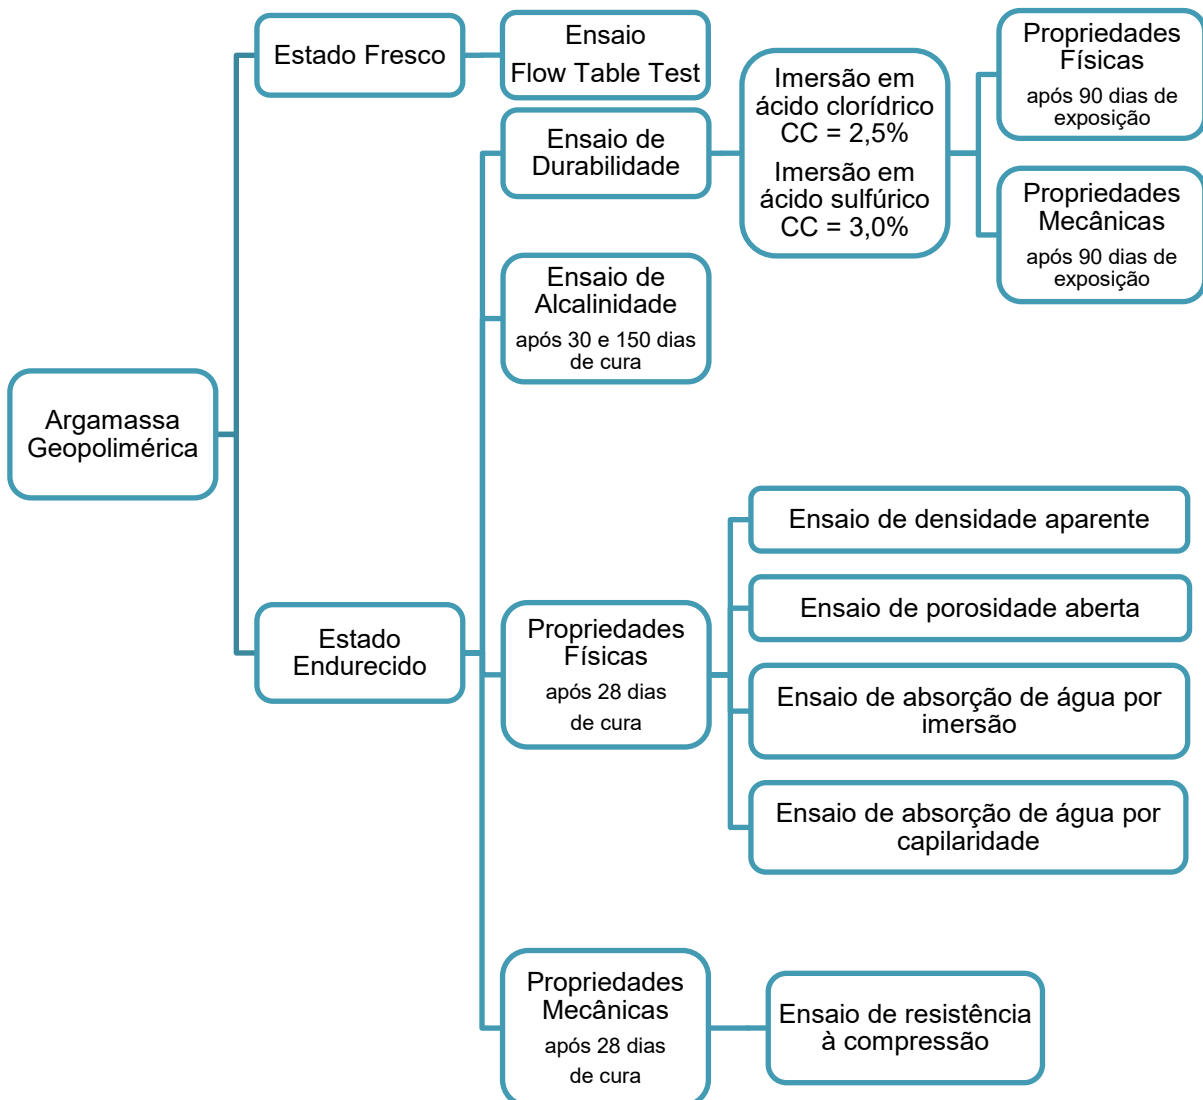 Argamassa
Geopolimérica
Estado Fresco
Ensaio
Flow Table Test
Estado
Endurecido
Ensaio de
Durabilidade
Imersão em
ácido clorídrico
CC = 2,5%
Imersão em
ácido sulfúrico
CC = 3,0%
Propriedades
Físicas
após 90 dias de
exposição
Propriedades
Mecânicas
após 90 dias de
exposição
Ensaio de
Alcalinidade
após 30 e 150 dias
de cura
Propriedades
Físicas
após 28 dias
de cura
Ensaio de densidade aparente
Ensaio de porosidade aberta
Ensaio de absorção de água por
imersão
Ensaio de absorção de água por
capilaridade
Propriedades
Mecânicas
após 28 dias
de cura
Ensaio de resistência
à compressão